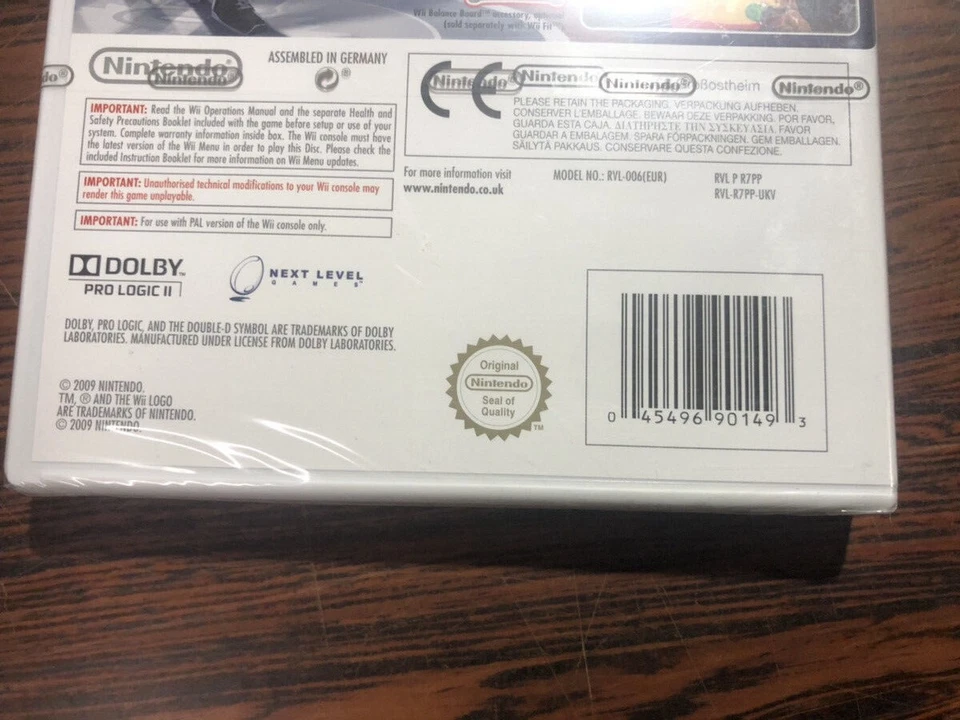 Wii Balance Board™ accessory, optional
(sold separately with Wii Fit
Nintendo®
Nintendo
do®
ASSEMBLED IN GERMANY
®
IMPORTANT: Read the Wii Operations Manual and the separate Health and
Safety Precautions Booklet included with the game before setup or use of your
system. Complete warranty information inside box. The Wii console must have
the latest version of the Wii Menu in order to play this Disc. Please check the
included Instruction Booklet for more information on Wii Menu updates.
IMPORTANT: Unauthorised technical modifications to your Wii console may
render this game unplayable.
IMPORTANT: For use with PAL version of the Wii console only.
CE
Nintendo
Nintendo
Nintendo®
ßostheim
Nintendo®
PLEASE RETAIN THE PACKAGING. VERPACKUNG AUFHEBEN.
CONSERVER L'EMBALLAGE. BEWAAR DEZE VERPAKKING. POR FAVOR,
GUARDA ESTA CAJA. ΔΙΑΤΗΡΗΣΤΕ ΤΗΝ ΣΥΣΚΕΥΑΣΙΑ. FAVOR
GUARDAR A EMBALAGEM. SPARA FÖRPACKNINGEN. GEM EMBALLAGEN.
SÄILYTÄ PAKKAUS. CONSERVARE QUESTA CONFEZIONE.
For more information visit
www.nintendo.co.uk
MODEL NO.: RVL-006(EUR)
RVL P R7PP
RVL-R7PP-UKV
DOLBY™
PRO LOGIC II
NEXT LEVEL
GAMES™
DOLBY, PRO LOGIC, AND THE DOUBLE-D SYMBOL ARE TRADEMARKS OF DOLBY
LABORATORIES. MANUFACTURED UNDER LICENSE FROM DOLBY LABORATORIES.
© 2009 NINTENDO.
TM, ® AND THE Wii LOGO
ARE TRADEMARKS OF NINTENDO.
© 2009 NINTENDO.
Original
Nintendo
Seal of
Quality
™
0 45496 90149 3